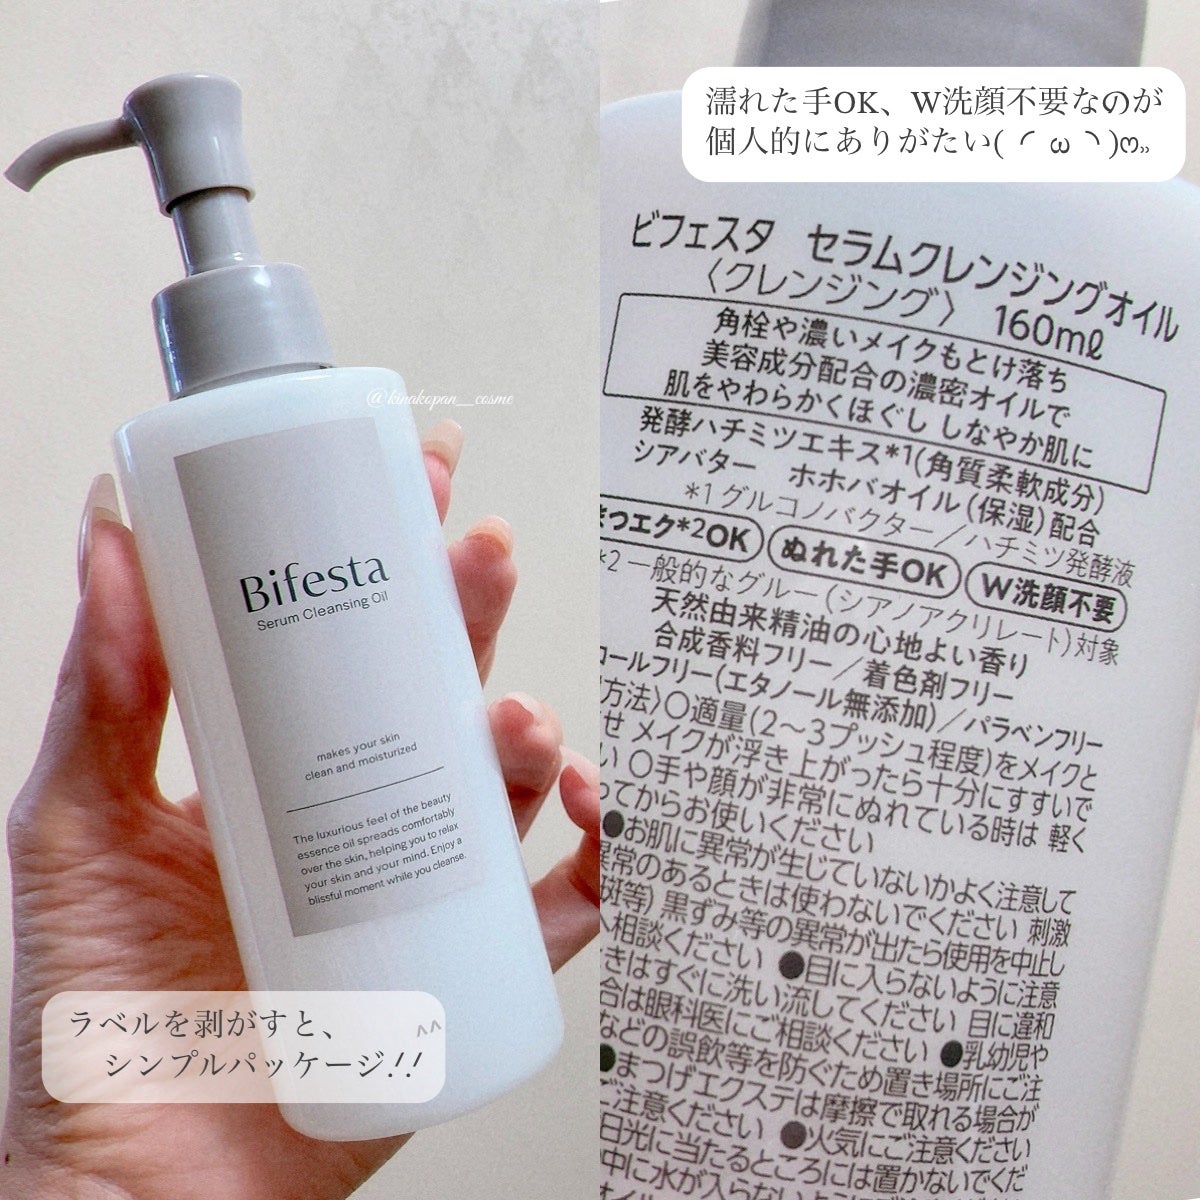 @kinakopan__cosme
Bifesta
Serum Cleansing Oil
makes your skin
clean and moisturized
The luxurious feel of the beauty
essence oil spreads comfortably
over the skin, helping you to relax
your skin and your mind. Enjoy a
blissful moment while you cleanse.
ラベルを剥がすと、
シンプルパッケージ!!
濡れた手OK、W洗顔不要なのが
個人的にありがたい( ◜ ω ◝ )ෆ˒˒
ビフェスタ セラムクレンジングオイル
〈クレンジング〉 160mℓ
角栓や濃いメイクもとけ落ち
美容成分配合の濃密オイルで
肌をやわらかくほぐし しなやか肌に
発酵ハチミツエキス*1(角質柔軟成分)
シアバター ホホバオイル(保湿)配合
*1 グルコノバクター/ハチミツ発酵液
まつエク*2OK ぬれた手OK W洗顔不要
*2 一般的なグルー(シアノアクリレート)対象
天然由来精油の心地よい香り
合成香料フリー/着色剤フリー
コールフリー(エタノール無添加)/パラベンフリー
方法〉○適量(2〜3プッシュ程度)をメイクと
せ メイクが浮き上がったら十分にすすいで
い ○手や顔が非常にぬれている時は 軽く
ってからお使いください
●お肌に異常が生じていないかよく注意して
異常のあるときは使わないでください 刺激
斑等) 黒ずみ等の異常が出たら使用を中止し
相談ください ●目に入らないように注意
きはすぐに洗い流してください 目に違和
合は眼科医にご相談ください ●乳幼児や
などの誤飲等を防ぐため置き場所にご注
●まつげエクステは摩擦で取れる場合が
ご注意ください ●火気にご注意ください
日光に当たるところには置かないでくだ
中に水が入らないように